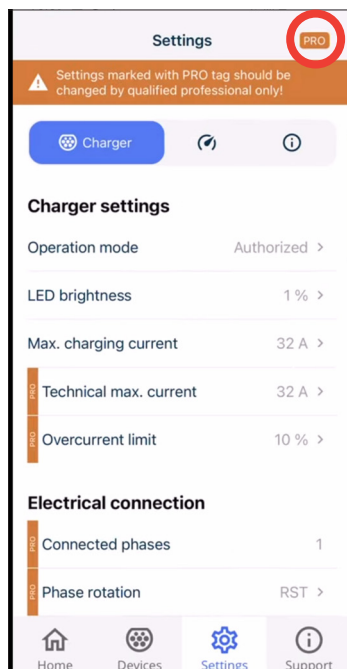 Settings
PRO
Settings marked with PRO tag should be
changed by qualified professional only!
Charger
Charger settings
Operation mode Authorized >
LED brightness 1 % >
Max. charging current 32 A >
PRO Technical max. current 32 A >
PRO Overcurrent limit 10 % >
Electrical connection
PRO Connected phases 1
PRO Phase rotation RST >
Home Devices Settings Support